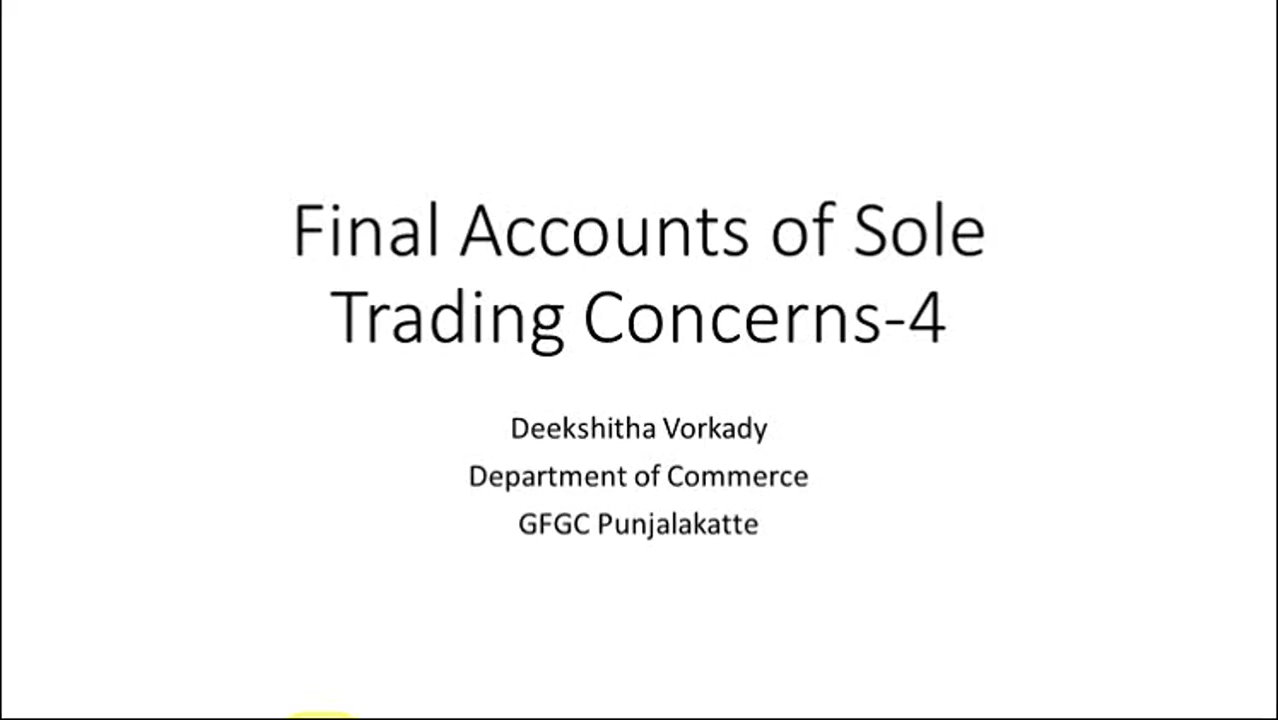 Final Accounts of Sole
Trading Concerns-4
Deekshitha Vorkady
Department of Commerce
GFGC Punjalakatte